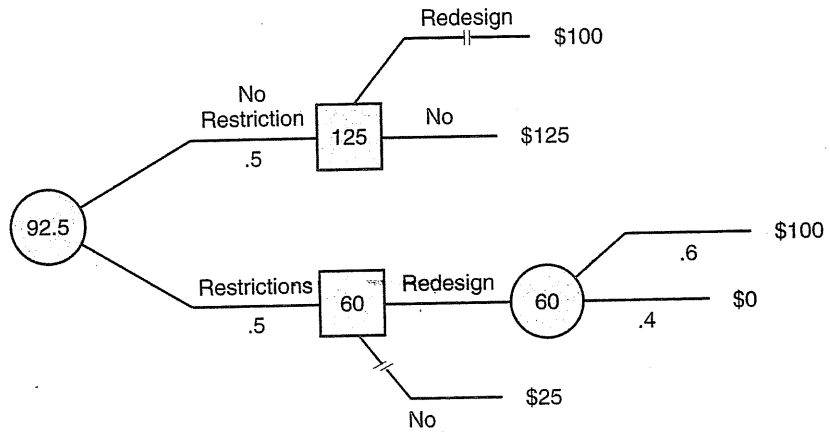 Redesign
$100
No
Restriction
.5
125
No
$125
92.5
Restrictions
.5
60
Redesign
60
.6
$100
.4
$0
No
$25